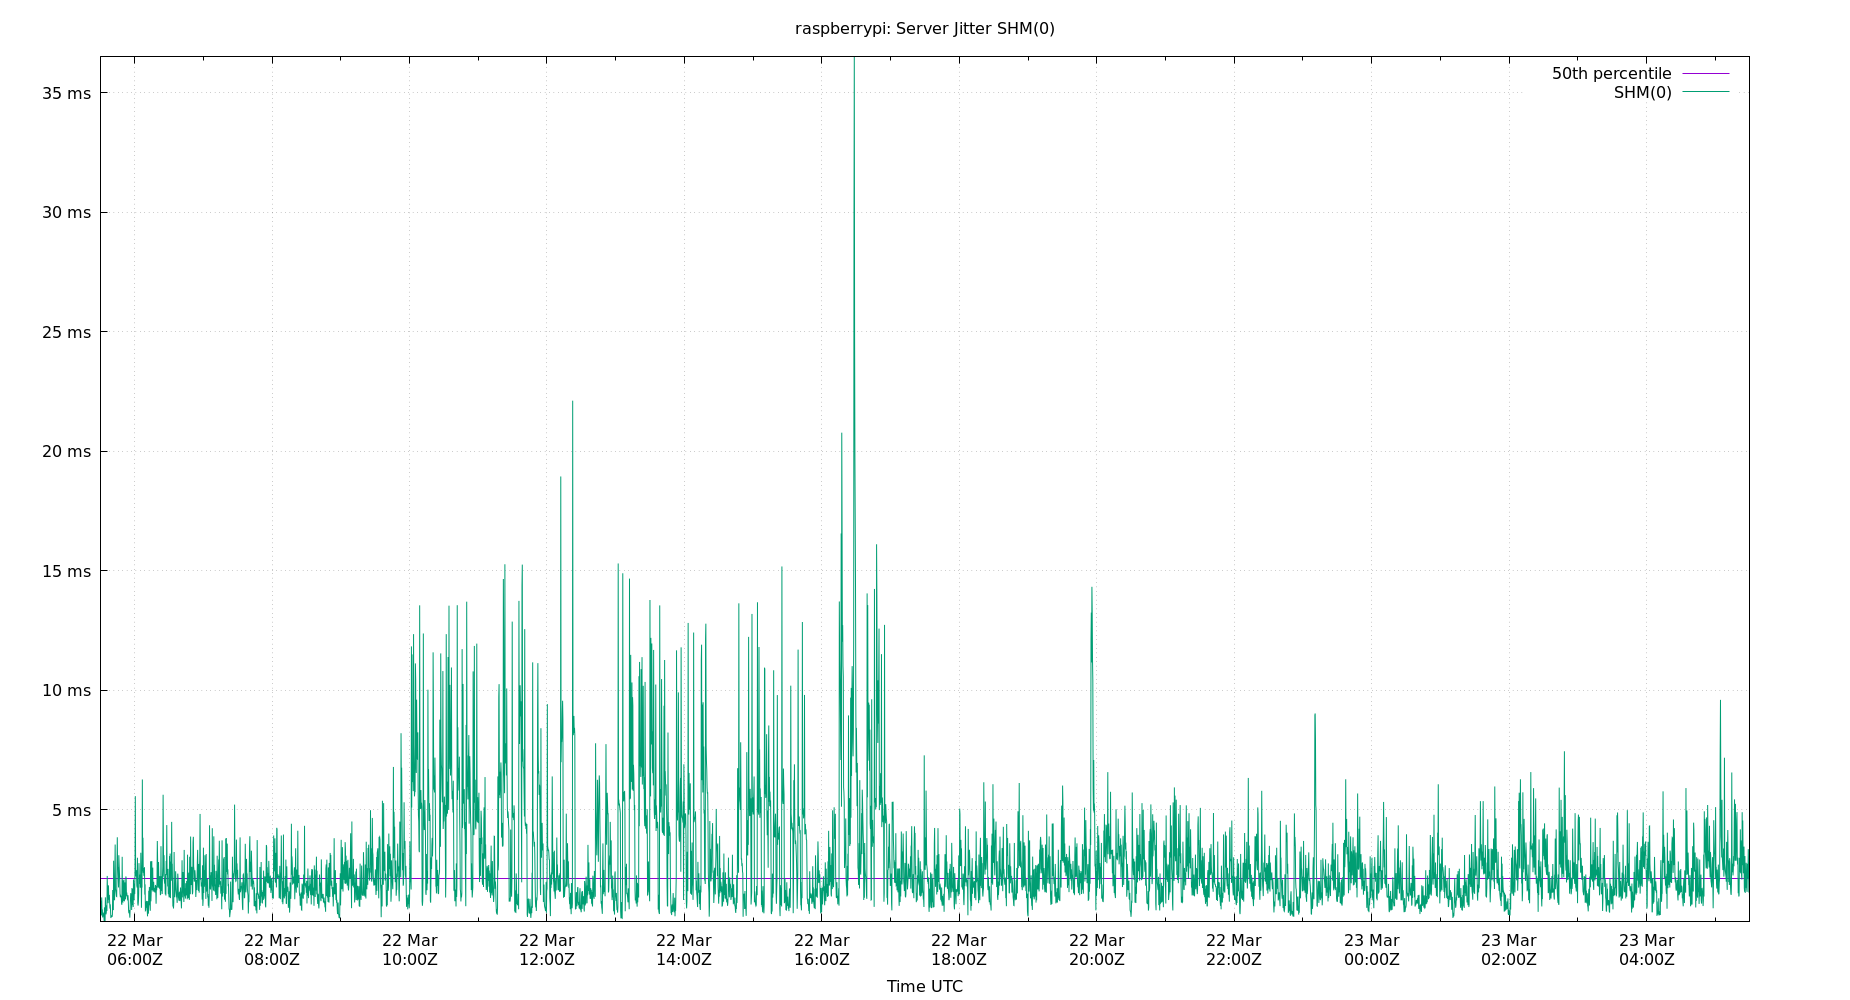 raspberrypi: Server Jitter SHM(0)
50th percentile
SHM(0)
35 ms
30 ms
25 ms
20 ms
15 ms
10 ms
5 ms
22 Mar 22 Mar 22 Mar 22 Mar 22 Mar 22 Mar 22 Mar 22 Mar 22 Mar 23 Mar 23 Mar 23 Mar
06:00Z 08:00Z 10:00Z 12:00Z 14:00Z 16:00Z 18:00Z 20:00Z 22:00Z 00:00Z 02:00Z 04:00Z
Time UTC